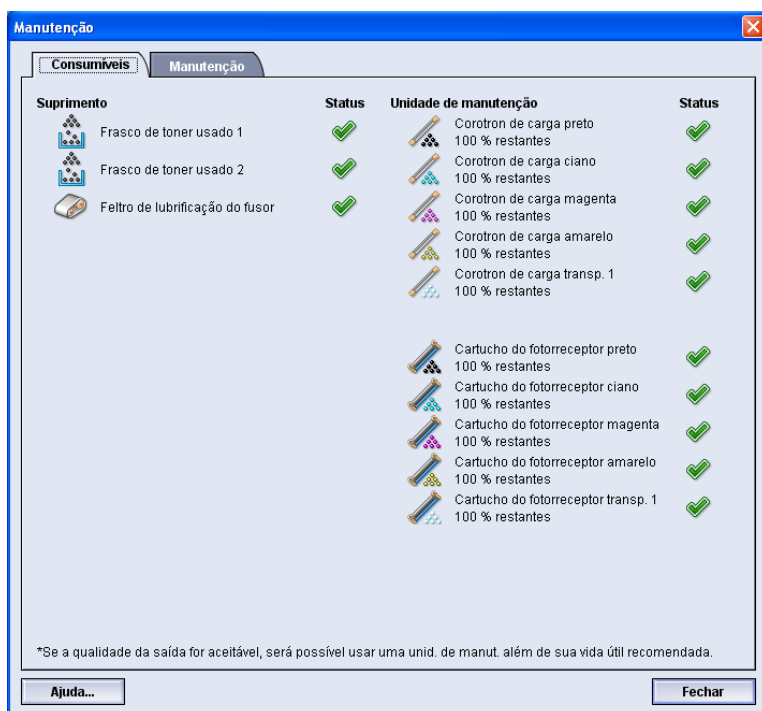 Manutenção
Consumíveis
Manutenção
Suprimento
Status
Frasco de toner usado 1
Frasco de toner usado 2
Feltro de lubrificação do fusor
Unidade de manutenção
Status
Corotron de carga preto
100 % restantes
Corotron de carga ciano
100 % restantes
Corotron de carga magenta
100 % restantes
Corotron de carga amarelo
100 % restantes
Corotron de carga transp. 1
100 % restantes
Cartucho do fotorreceptor preto
100 % restantes
Cartucho do fotorreceptor ciano
100 % restantes
Cartucho do fotorreceptor magenta
100 % restantes
Cartucho do fotorreceptor amarelo
100 % restantes
Cartucho do fotorreceptor transp. 1
100 % restantes
*Se a qualidade da saída for aceitável, será possível usar uma unid. de manut. além de sua vida útil recomendada.
Ajuda...
Fechar